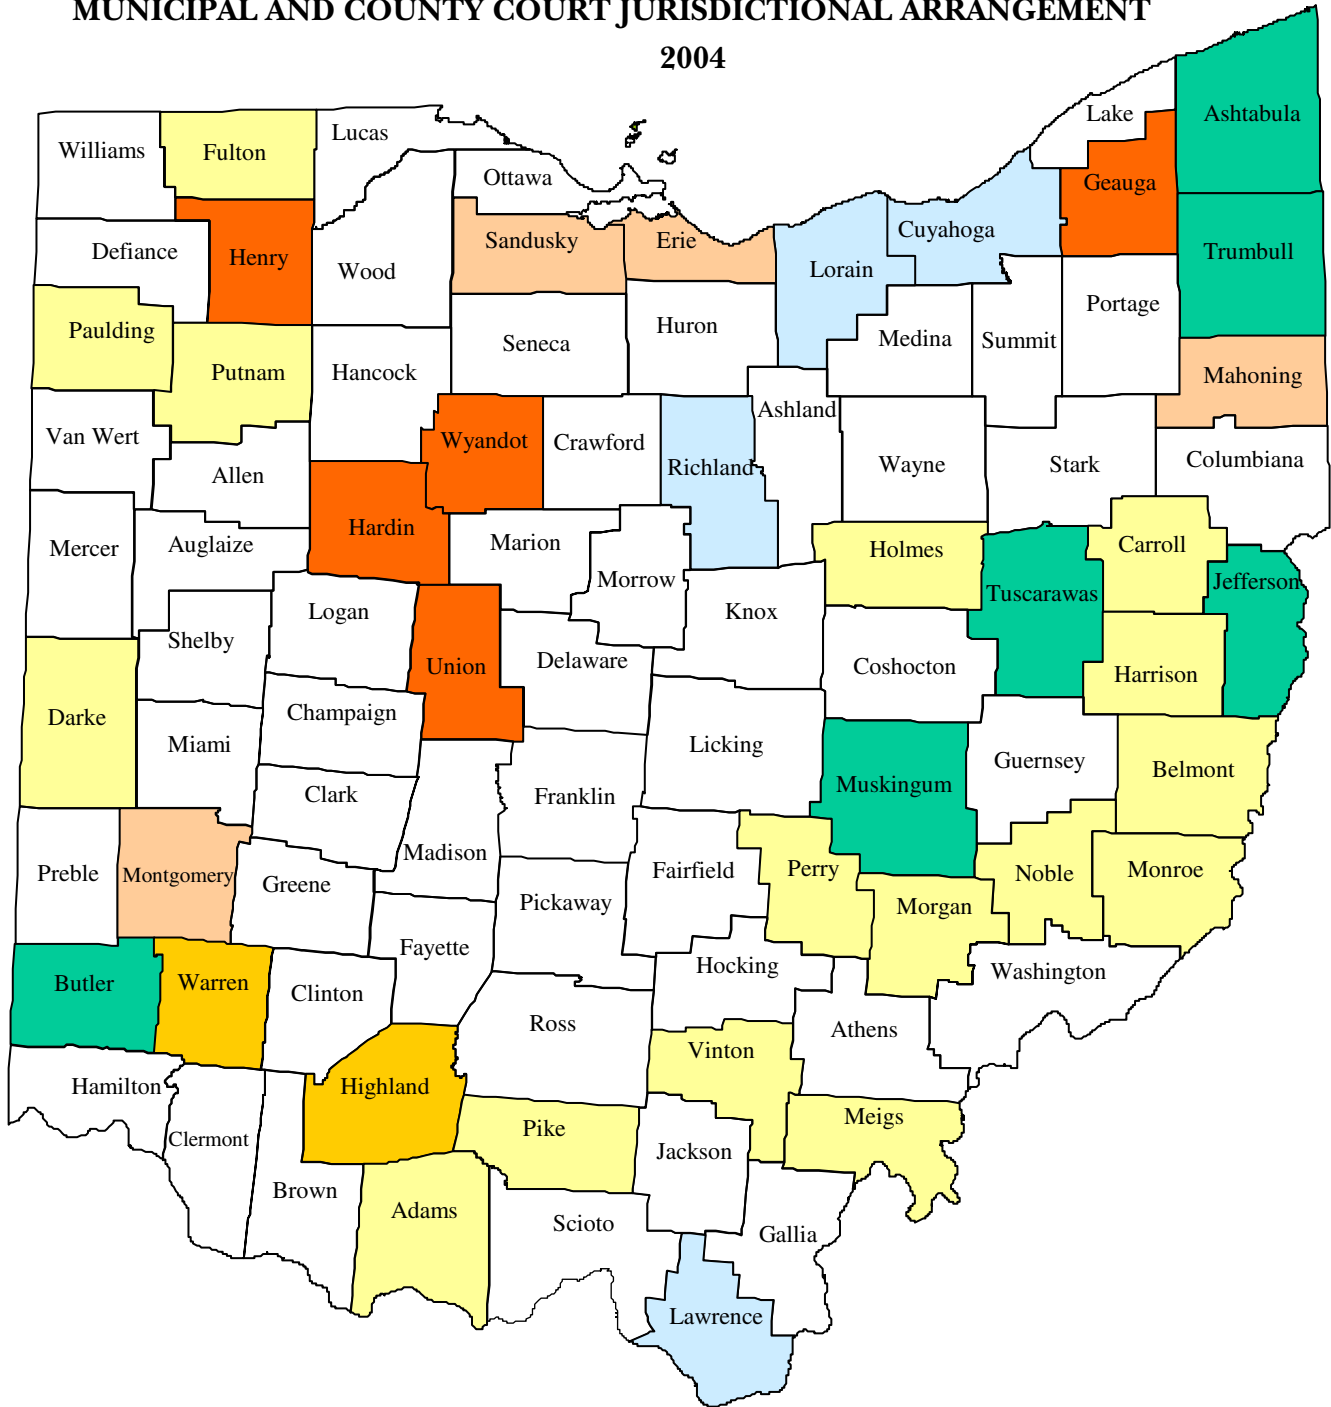 MUNICIPAL AND COUNTY COURT JURISDICTIONAL ARRANGEMENT
2004
Lake
Ashtabula
Lucas
Williams
Fulton
Ottawa
Geauga
Cuyahoga
Sandusky
Erie
Defiance
Henry
Trumbull
Wood
Lorain
Portage
Paulding
Huron
Medina
Summit
Seneca
Putnam
Hancock
Mahoning
Ashland
Van Wert
Wyandot
Crawford
Richland
Wayne
Stark
Columbiana
Allen
Hardin
Mercer
Auglaize
Marion
Holmes
Carroll
Morrow
Jefferson
Tuscarawas
Logan
Knox
Shelby
Union
Delaware
Coshocton
Harrison
Darke
Champaign
Miami
Licking
Guernsey
Belmont
Muskingum
Clark
Franklin
Madison
Preble
Montgomery
Greene
Fairfield
Perry
Noble
Monroe
Pickaway
Morgan
Fayette
Hocking
Washington
Butler
Warren
Clinton
Ross
Athens
Vinton
Hamilton
Highland
Meigs
Pike
Clermont
Jackson
Brown
Adams
Scioto
Gallia
Lawrence